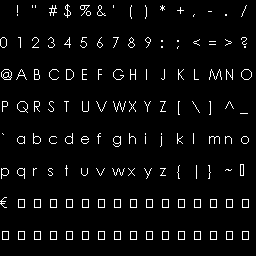 ! " # $ % & ' ( ) * + , - . /
0 1 2 3 4 5 6 7 8 9 : ; < = > ?
@ A B C D E F G H I J K L M N O
P Q R S T U V W X Y Z [ \ ] ^ _
` a b c d e f g h i j k l m n o
p q r s t u v w x y z { | } ~ ▯
€ ▯ ▯ ▯ ▯ ▯ ▯ ▯ ▯ ▯ ▯ ▯ ▯ ▯ ▯ ▯
▯ ▯ ▯ ▯ ▯ ▯ ▯ ▯ ▯ ▯ ▯ ▯ ▯ ▯ ▯ ▯